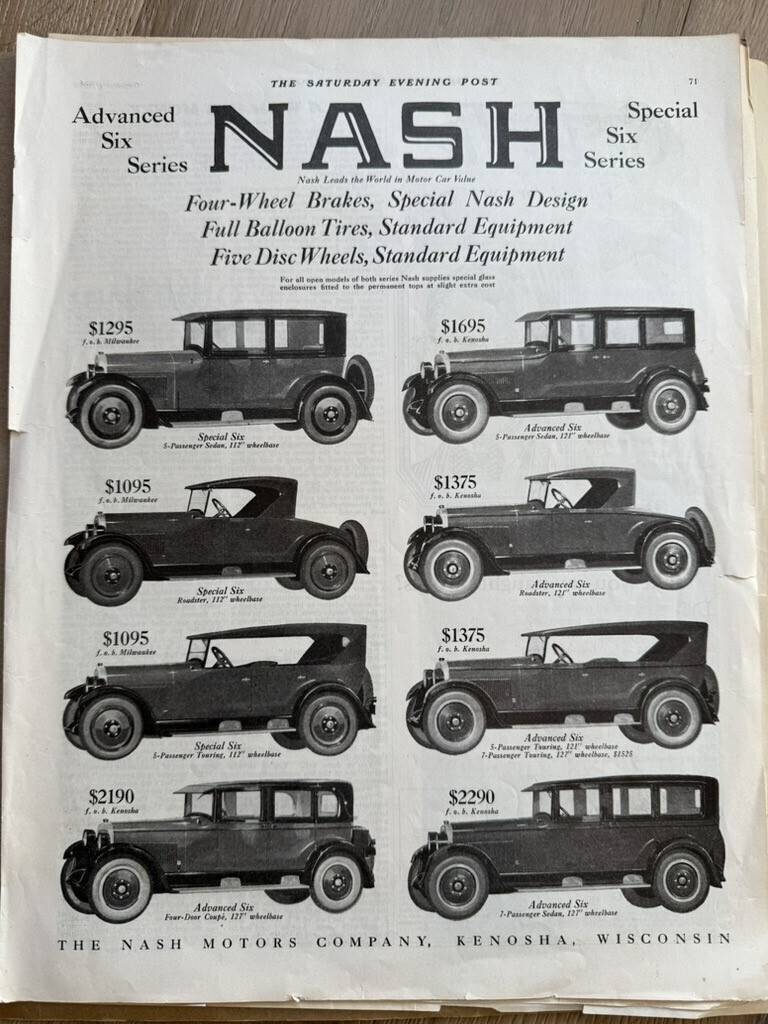 THE SATURDAY EVENING POST
71
Advanced
Six
Series
NASH
Special
Six
Series
Nash Leads the World in Motor Car Value
Four-Wheel Brakes, Special Nash Design
Full Balloon Tires, Standard Equipment
Five Disc Wheels, Standard Equipment
For all open models of both series Nash supplies special glass
enclosures fitted to the permanent tops at slight extra cost
$1295
f. o. b. Milwaukee
Special Six
5-Passenger Sedan, 112" wheelbase
$1695
f. o. b. Kenosha
Advanced Six
5-Passenger Sedan, 121" wheelbase
$1095
f. o. b. Milwaukee
Special Six
Roadster, 112" wheelbase
$1375
f. o. b. Kenosha
Advanced Six
Roadster, 121" wheelbase
$1095
f. o. b. Milwaukee
Special Six
5-Passenger Touring, 112" wheelbase
$1375
f. o. b. Kenosha
Advanced Six
5-Passenger Touring, 121" wheelbase
7-Passenger Touring, 127" wheelbase, $1525
$2190
f. o. b. Kenosha
Advanced Six
Four-Door Coupé, 127" wheelbase
$2290
f. o. b. Kenosha
Advanced Six
7-Passenger Sedan, 127" wheelbase
THE NASH MOTORS COMPANY, KENOSHA, WISCONSIN